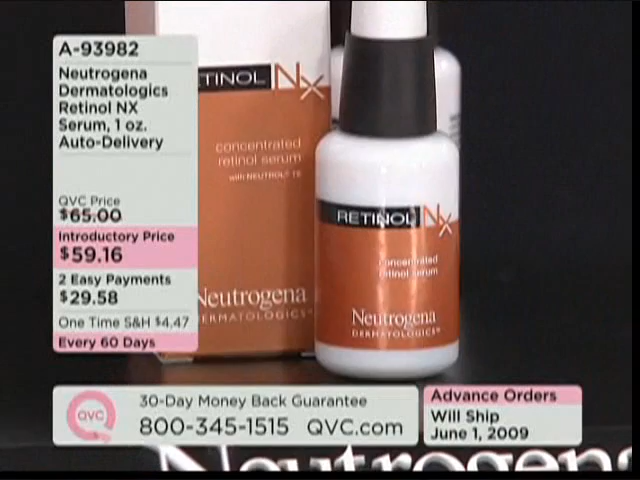 A-93982
Neutrogena
Dermatologics
Retinol NX
Serum, 1 oz.
Auto-Delivery
QVC Price
$65.00
Introductory Price
$59.16
2 Easy Payments
$29.58
One Time S&H $4.47
Every 60 Days
TINOL NX
concentrated
retinol serum
Neutrogena
ERMATOLOGICS
RETINOL NX
concentrated
retinol serum
Neutrogena
DERMATOLOGICS
QVC
30-Day Money Back Guarantee
800-345-1515 QVC.com
Advance Orders
Will Ship
June 1, 2009
Neutrogena